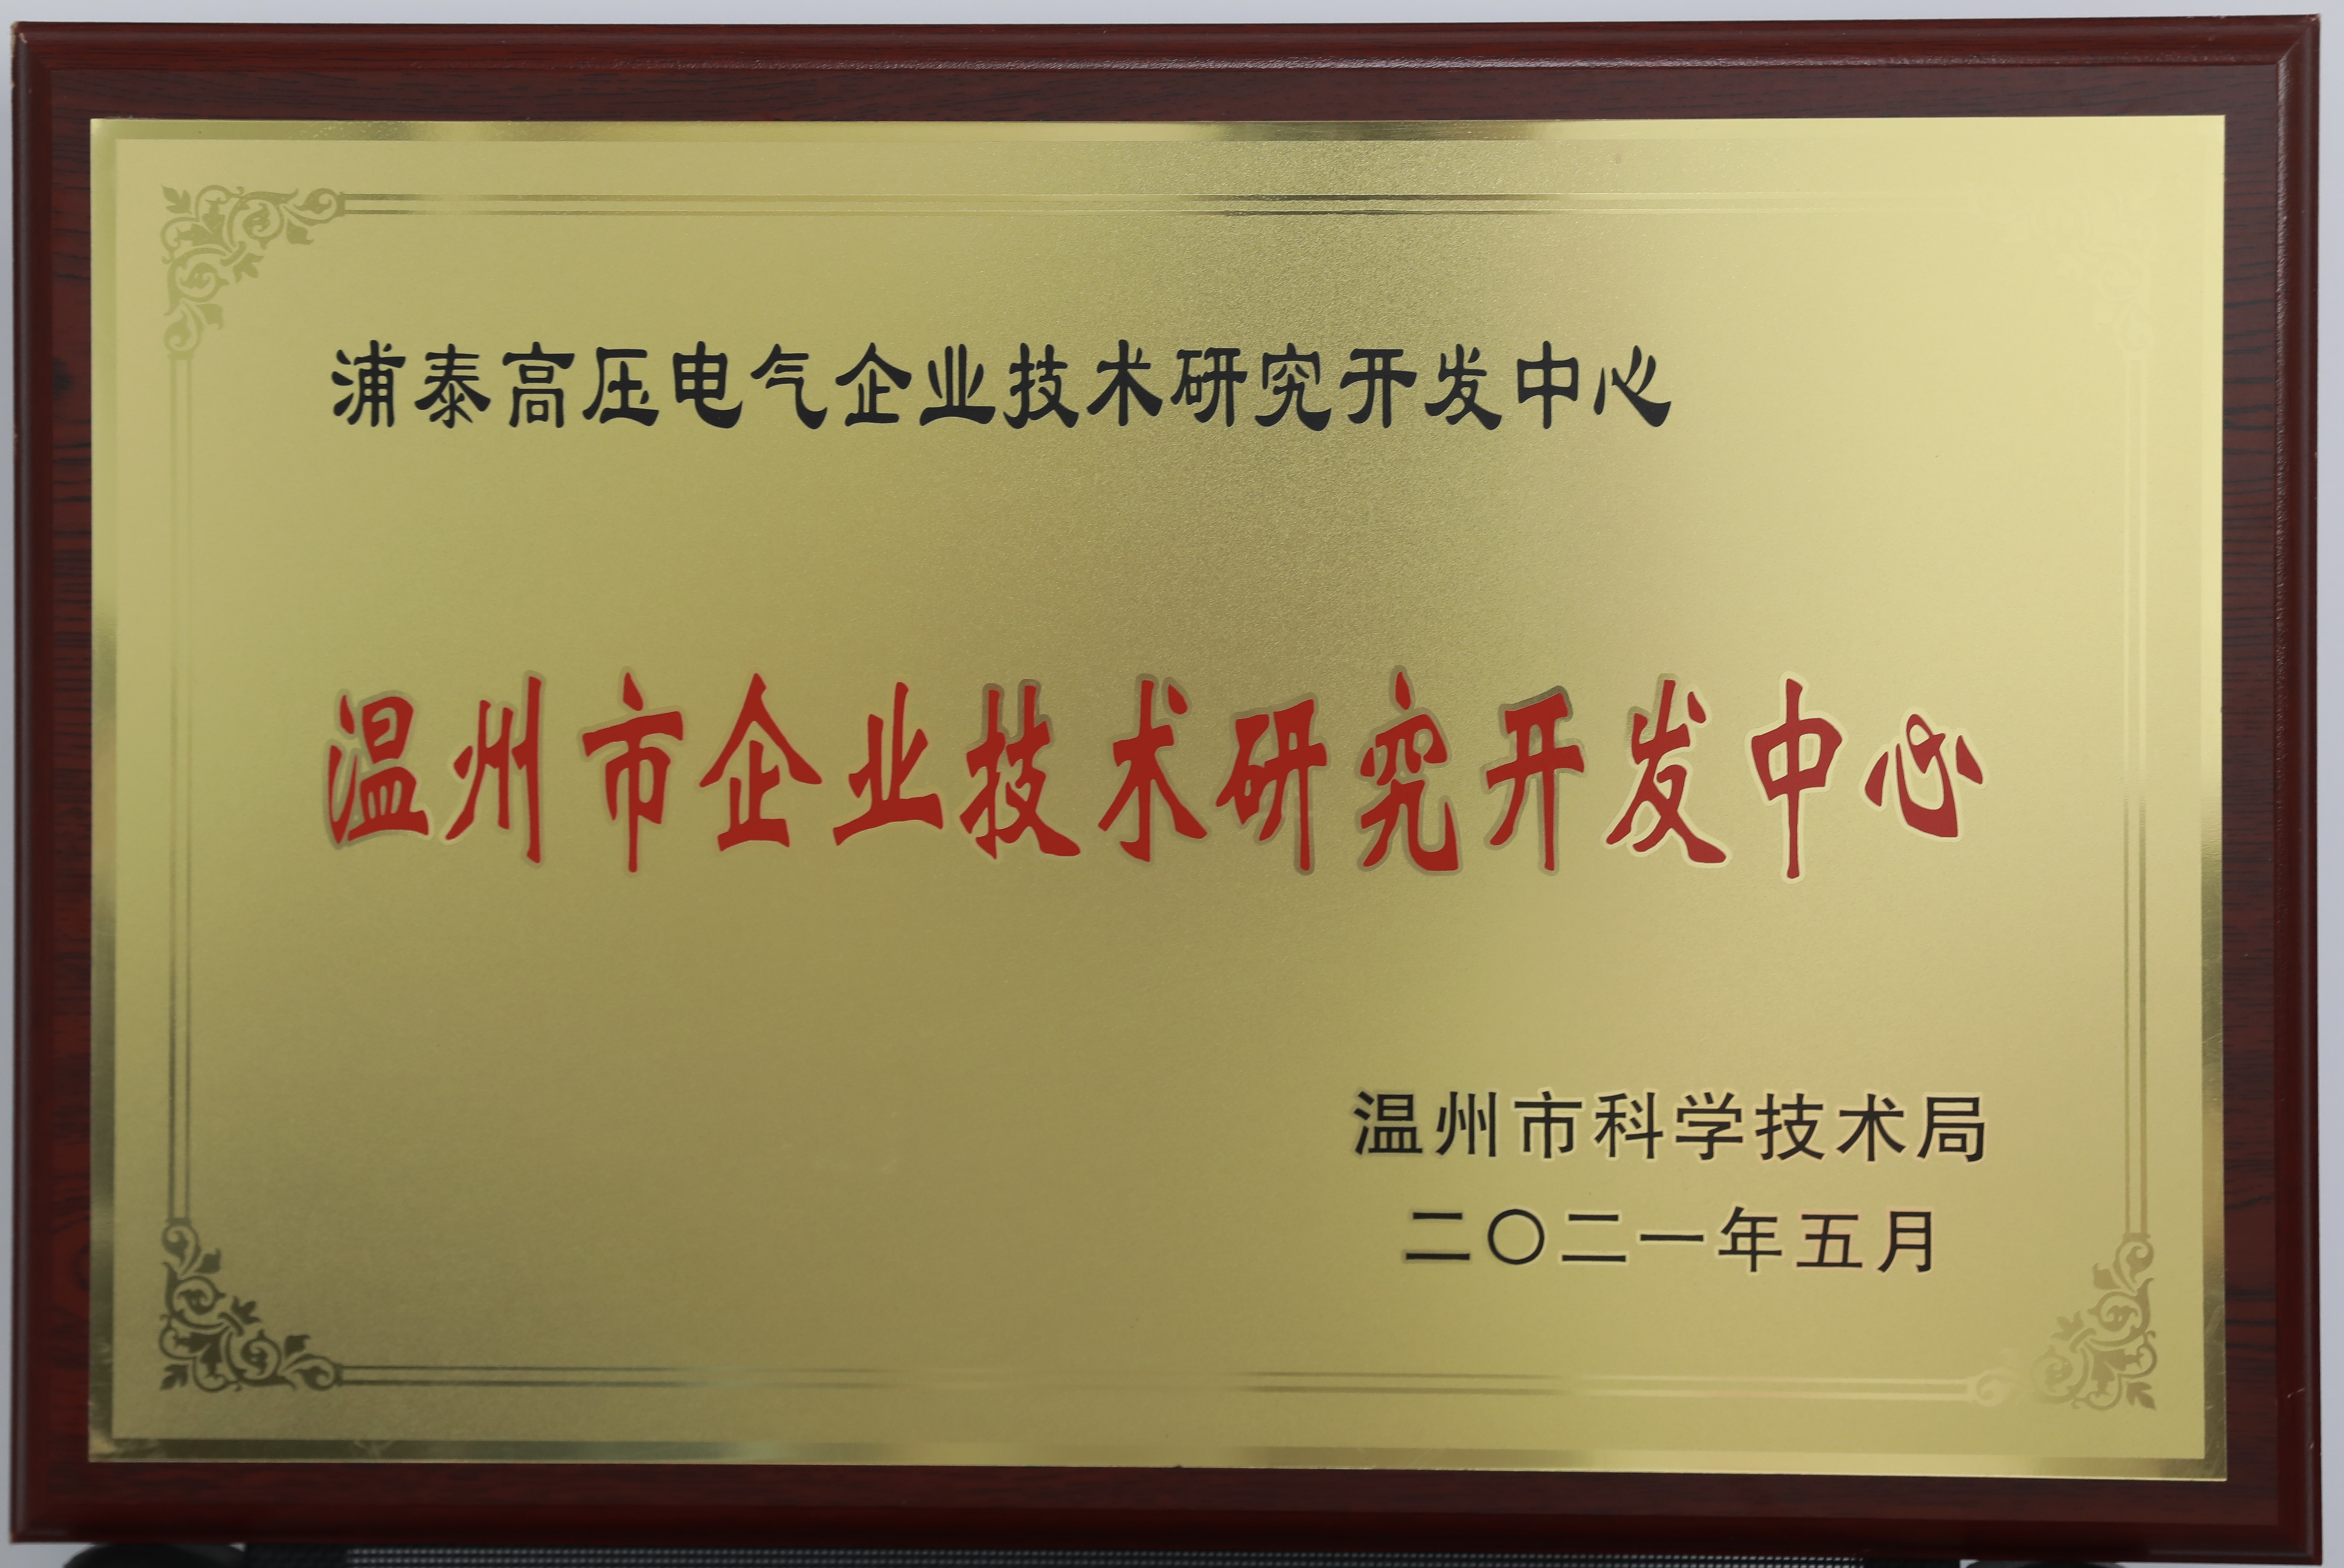 浦泰高压电气企业技术研究开发中心
温州市企业技术研究开发中心
温州市科学技术局
二〇二一年五月